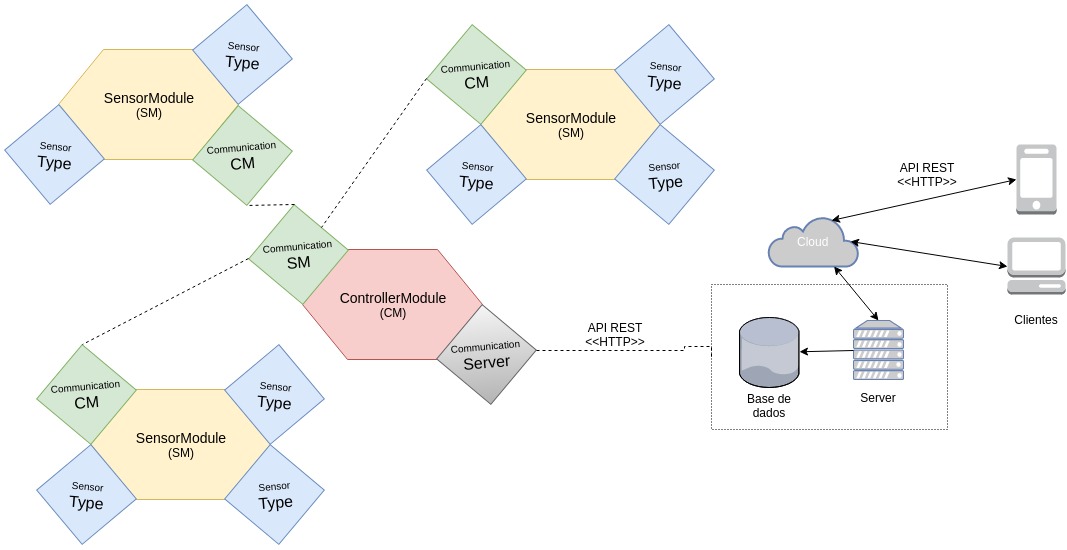 Sensor
Type
SensorModule
(SM)
Sensor
Type
Communication
CM
Communication
CM
Sensor
Type
SensorModule
(SM)
Sensor
Type
Sensor
Type
Communication
SM
ControllerModule
(CM)
Communication
Server
Communication
CM
Sensor
Type
SensorModule
(SM)
Sensor
Type
Sensor
Type
API REST
<<HTTP>>
API REST
<<HTTP>>
Cloud
Clientes
Base de
dados
Server